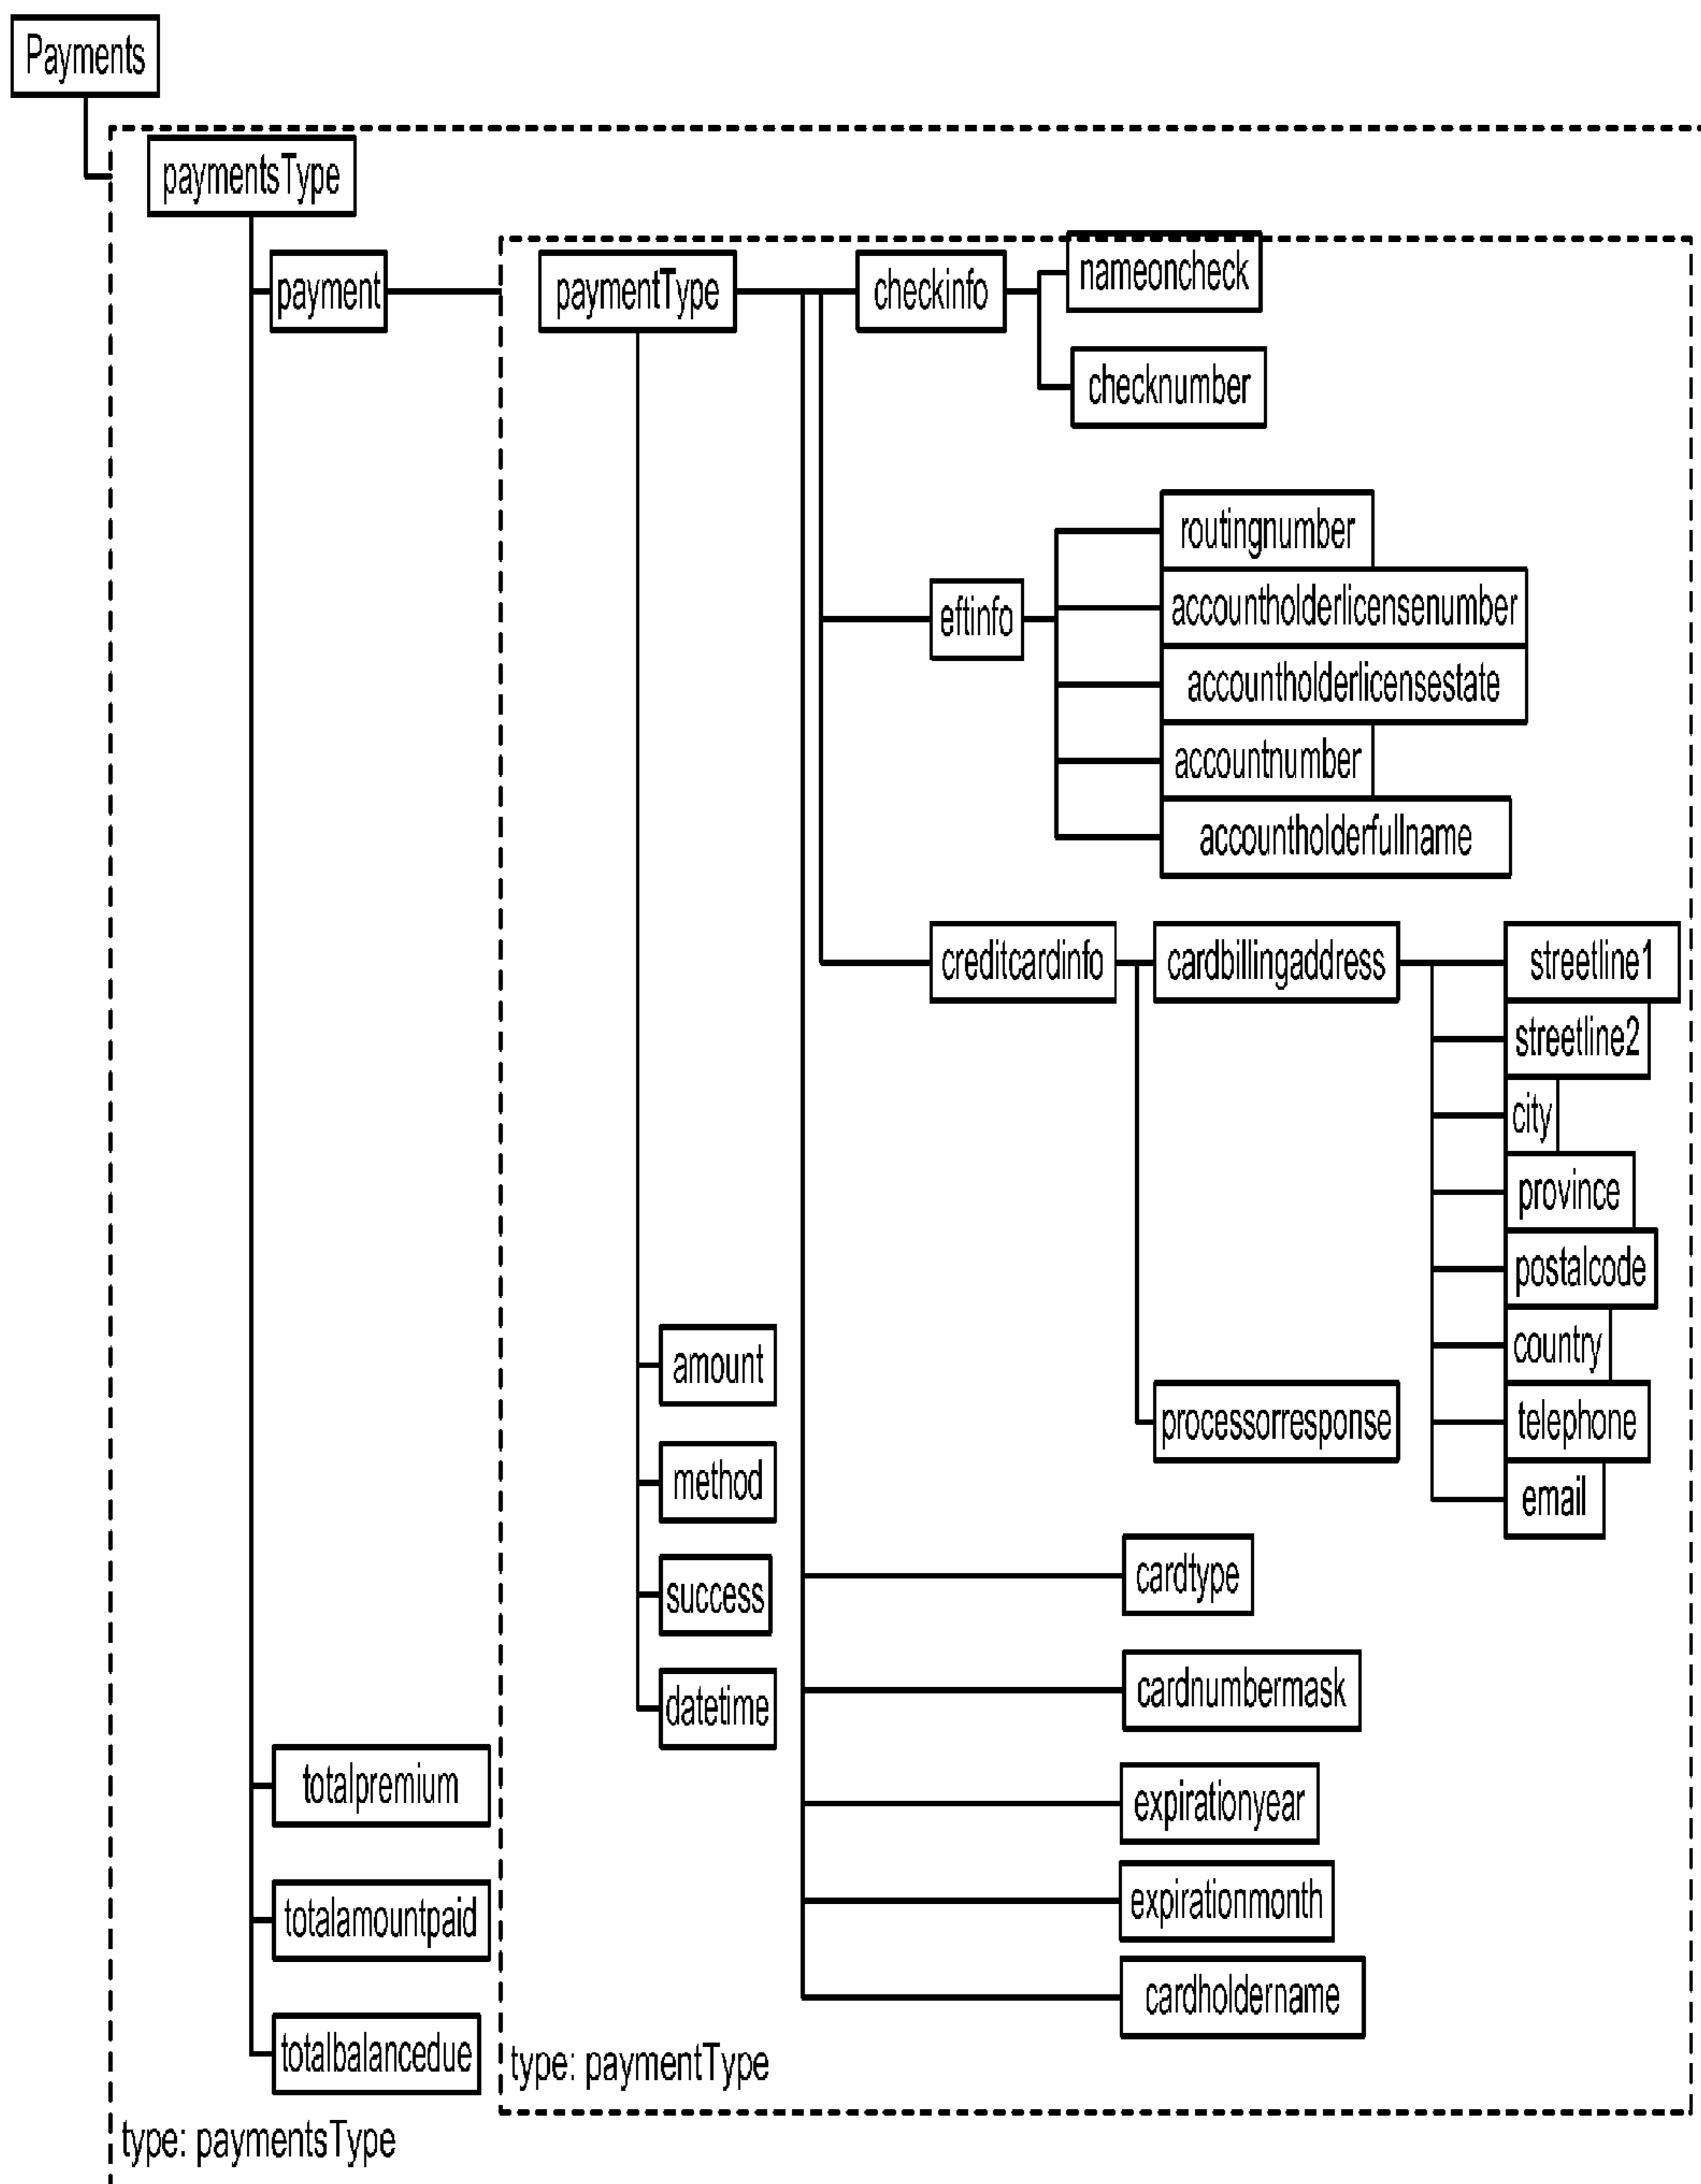 Payments
paymentsType
payment
paymentType
checkinfo
nameoncheck
checknumber
routingnumber
accountholderlicensenumber
eftinfo
accountholderlicensestate
accountnumber
accountholderfullname
creditcardinfo
cardbillingaddress
streetline1
streetline2
city
province
postalcode
country
telephone
email
processorresponse
amount
method
success
datetime
cardtype
cardnumbermask
expirationyear
expirationmonth
cardholdername
totalpremium
totalamountpaid
totalbalancedue
type: paymentType
type: paymentsType